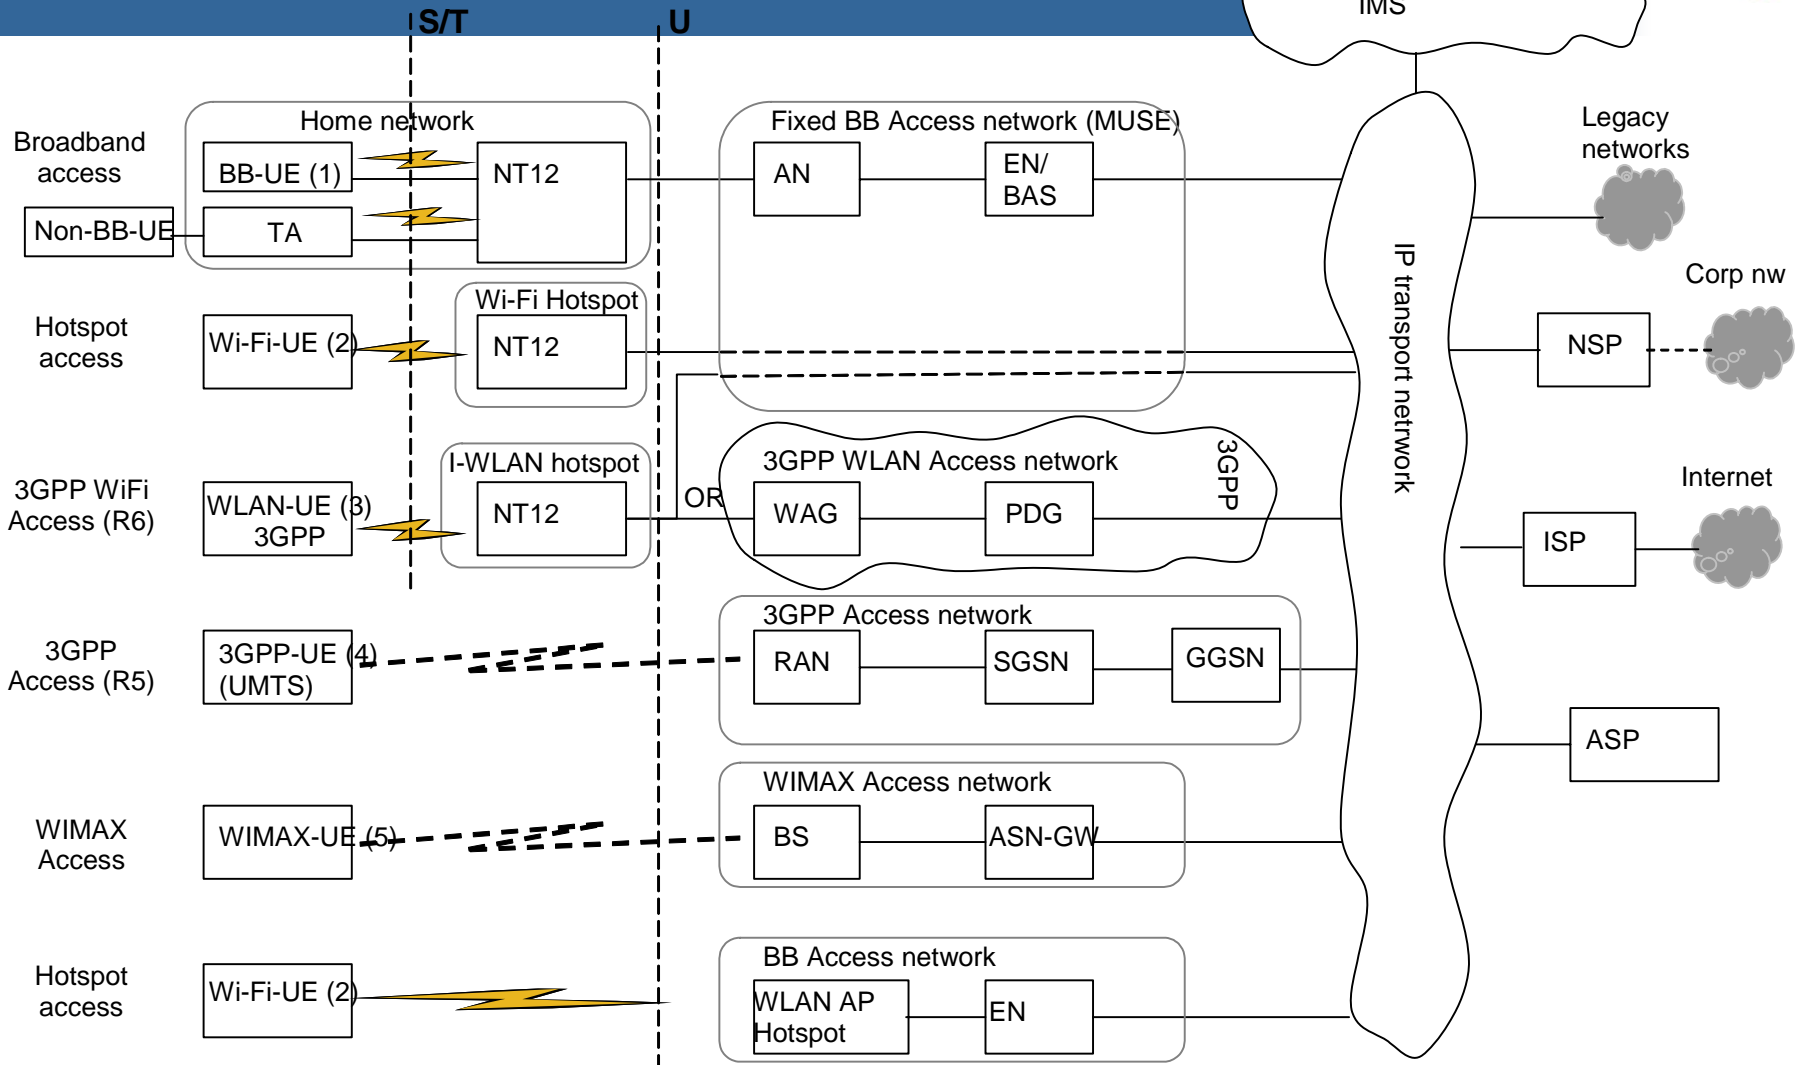 IMS
S/T
U
Broadband
access
Home network
BB-UE (1)
NT12
Non-BB-UE
TA
Fixed BB Access network (MUSE)
AN
EN/
BAS
Legacy
networks
Hotspot
access
Wi-Fi-UE (2)
Wi-Fi Hotspot
NT12
IP transport netrwork
Corp nw
NSP
3GPP WiFi
Access (R6)
WLAN-UE (3)
3GPP
I-WLAN hotspot
NT12
OR
3GPP WLAN Access network
WAG
PDG
3GPP
Internet
ISP
3GPP
Access (R5)
3GPP-UE (4)
(UMTS)
3GPP Access network
RAN
SGSN
GGSN
ASP
WIMAX
Access
WIMAX-UE (5)
WIMAX Access network
BS
ASN-GW
Hotspot
access
Wi-Fi-UE (2)
BB Access network
WLAN AP
Hotspot
EN